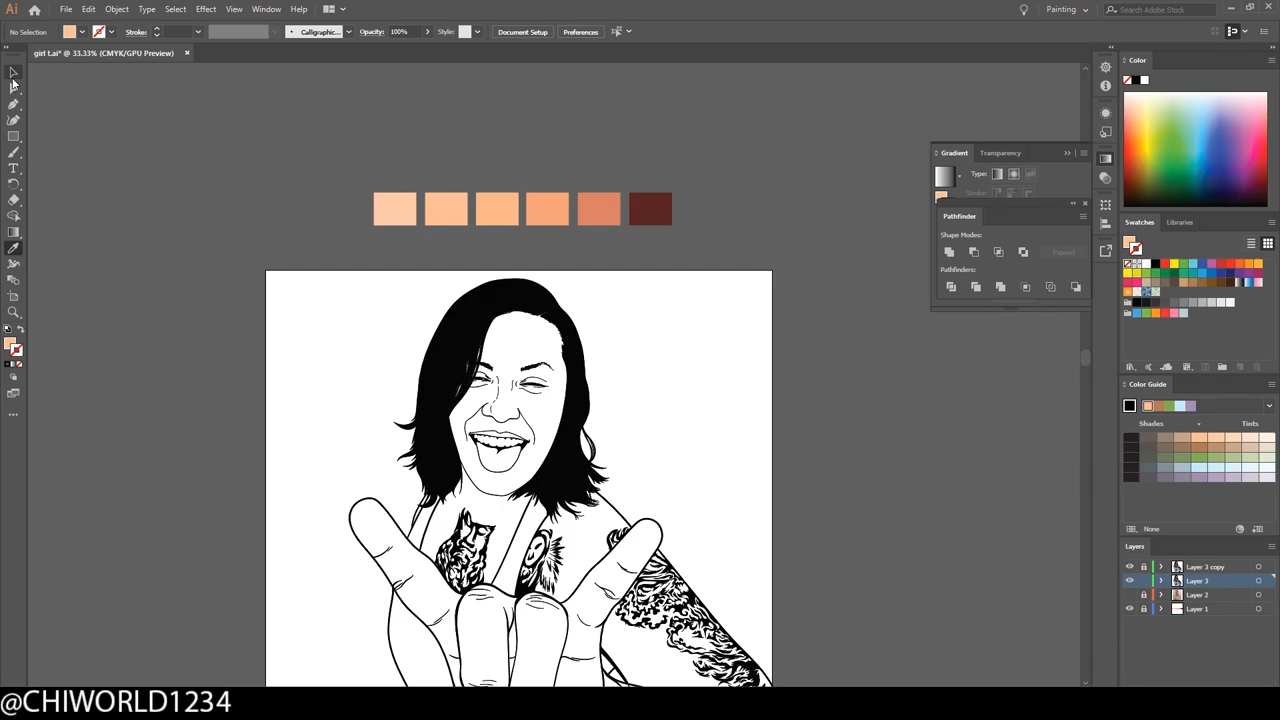 Ai File Edit Object Type Select Effect View Window Help Painting Search Adobe Stock
No Selection Stroke: Calligraphic... Opacity: 100% Style: Document Setup Preferences
girl t.ai* @ 33.33% (CMYK/GPU Preview)
Color
Gradient Transparency
Type:
Stroke:
Pathfinder
Shape Modes:
Expand
Pathfinders:
Swatches Libraries
Color Guide
Shades Tints
None
Layers
Layer 3 copy
Layer 3
Layer 2
Layer 1
@CHIWORLD1234